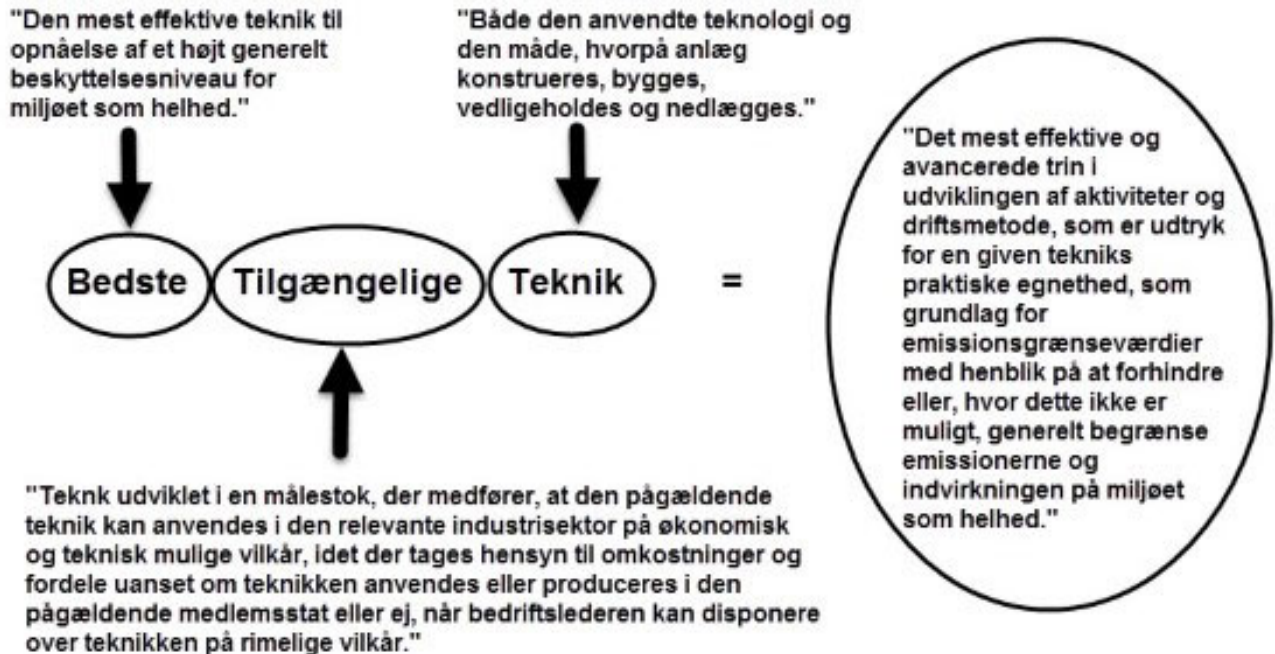 "Den mest effektive teknik til
opnåelse af et højt generelt
beskyttelsesniveau for
miljøet som helhed."
"Både den anvendte teknologi og
den måde, hvorpå anlæg
konstrueres, bygges,
vedligeholdes og nedlægges."
Bedste Tilgængelige Teknik =
"Det mest effektive og
avancerede trin i
udviklingen af aktiviteter og
driftsmetode, som er udtryk
for en given tekniks
praktiske egnethed, som
grundlag for
emissionsgrænseværdier
med henblik på at forhindre
eller, hvor dette ikke er
muligt, generelt begrænse
emissionerne og
indvirkningen på miljøet
som helhed."
"Teknk udviklet i en målestok, der medfører, at den pågældende
teknik kan anvendes i den relevante industrisektor på økonomisk
og teknisk mulige vilkår, idet der tages hensyn til omkostninger og
fordele uanset om teknikken anvendes eller produceres i den
pågældende medlemsstat eller ej, når bedriftslederen kan disponere
over teknikken på rimelige vilkår."